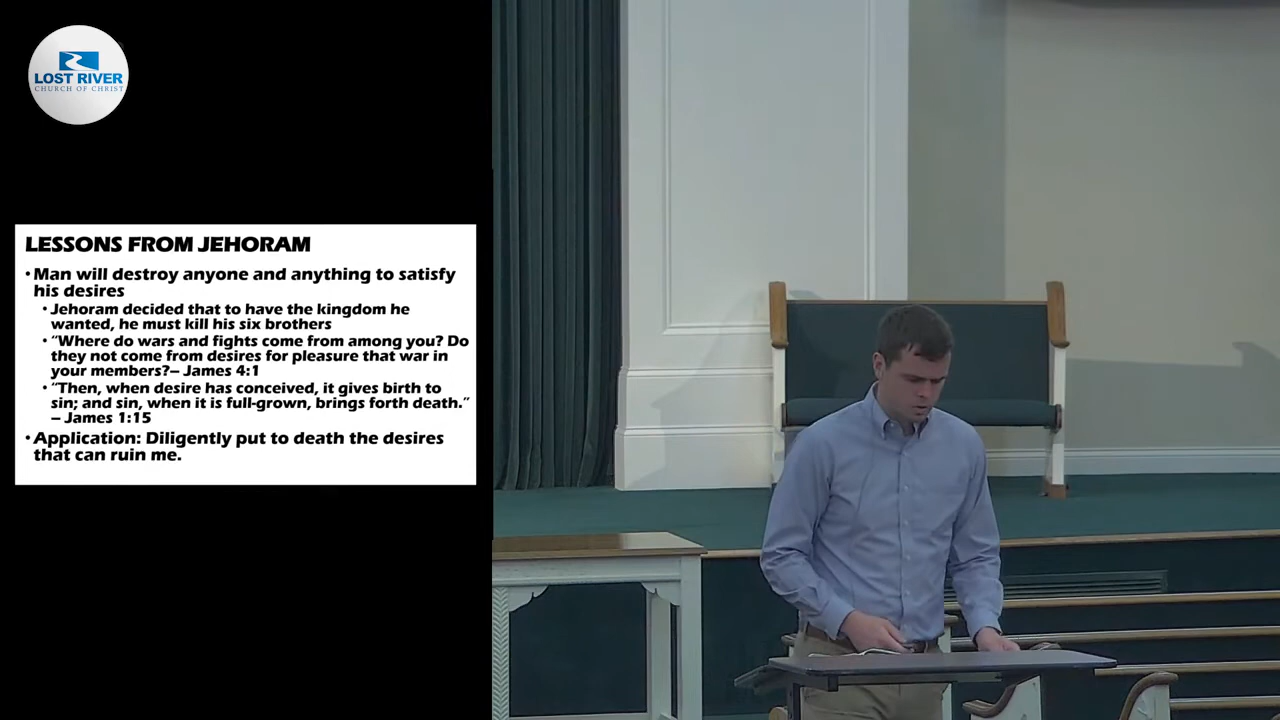 LOST RIVER
CHURCH OF CHRIST
LESSONS FROM JEHORAM
• Man will destroy anyone and anything to satisfy
his desires
• Jehoram decided that to have the kingdom he
wanted, he must kill his six brothers
• "Where do wars and fights come from among you? Do
they not come from desires for pleasure that war in
your members?– James 4:1
• "Then, when desire has conceived, it gives birth to
sin; and sin, when it is full-grown, brings forth death."
– James 1:15
• Application: Diligently put to death the desires
that can ruin me.